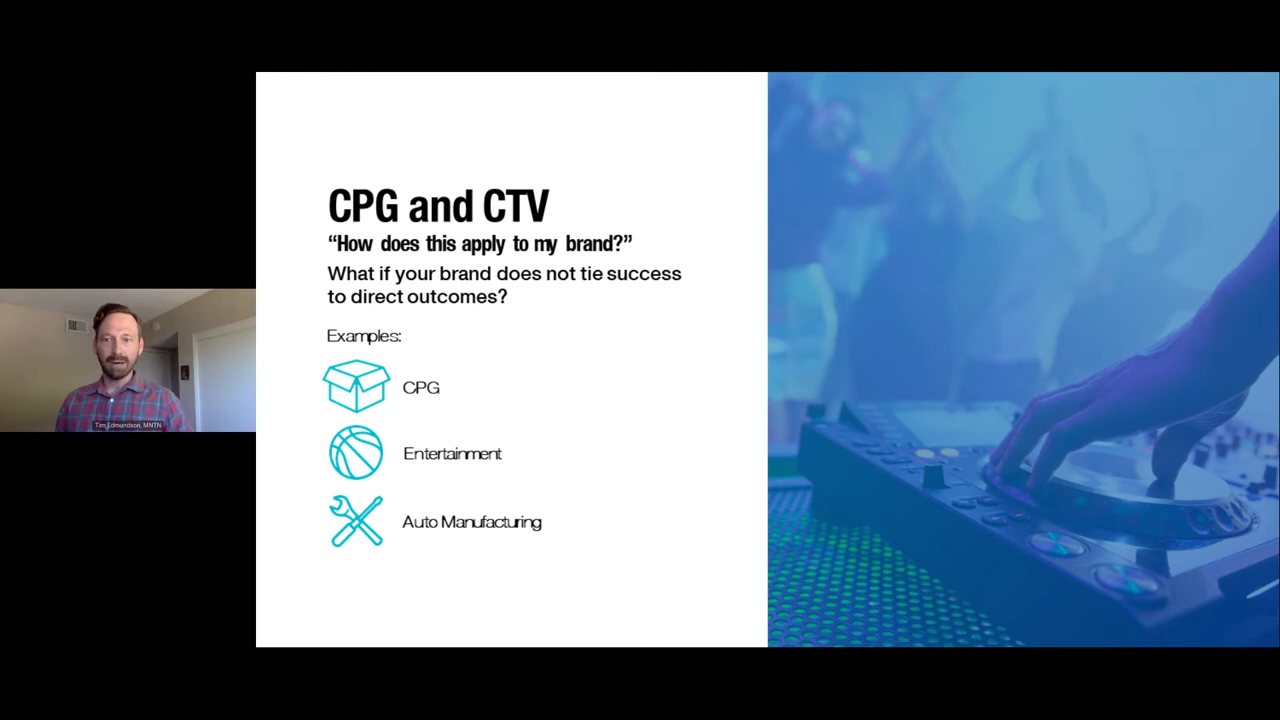 CPG and CTV
“How does this apply to my brand?”
What if your brand does not tie success
to direct outcomes?
Examples:
CPG
Entertainment
Auto Manufacturing
Tim Edmundson, MNTN